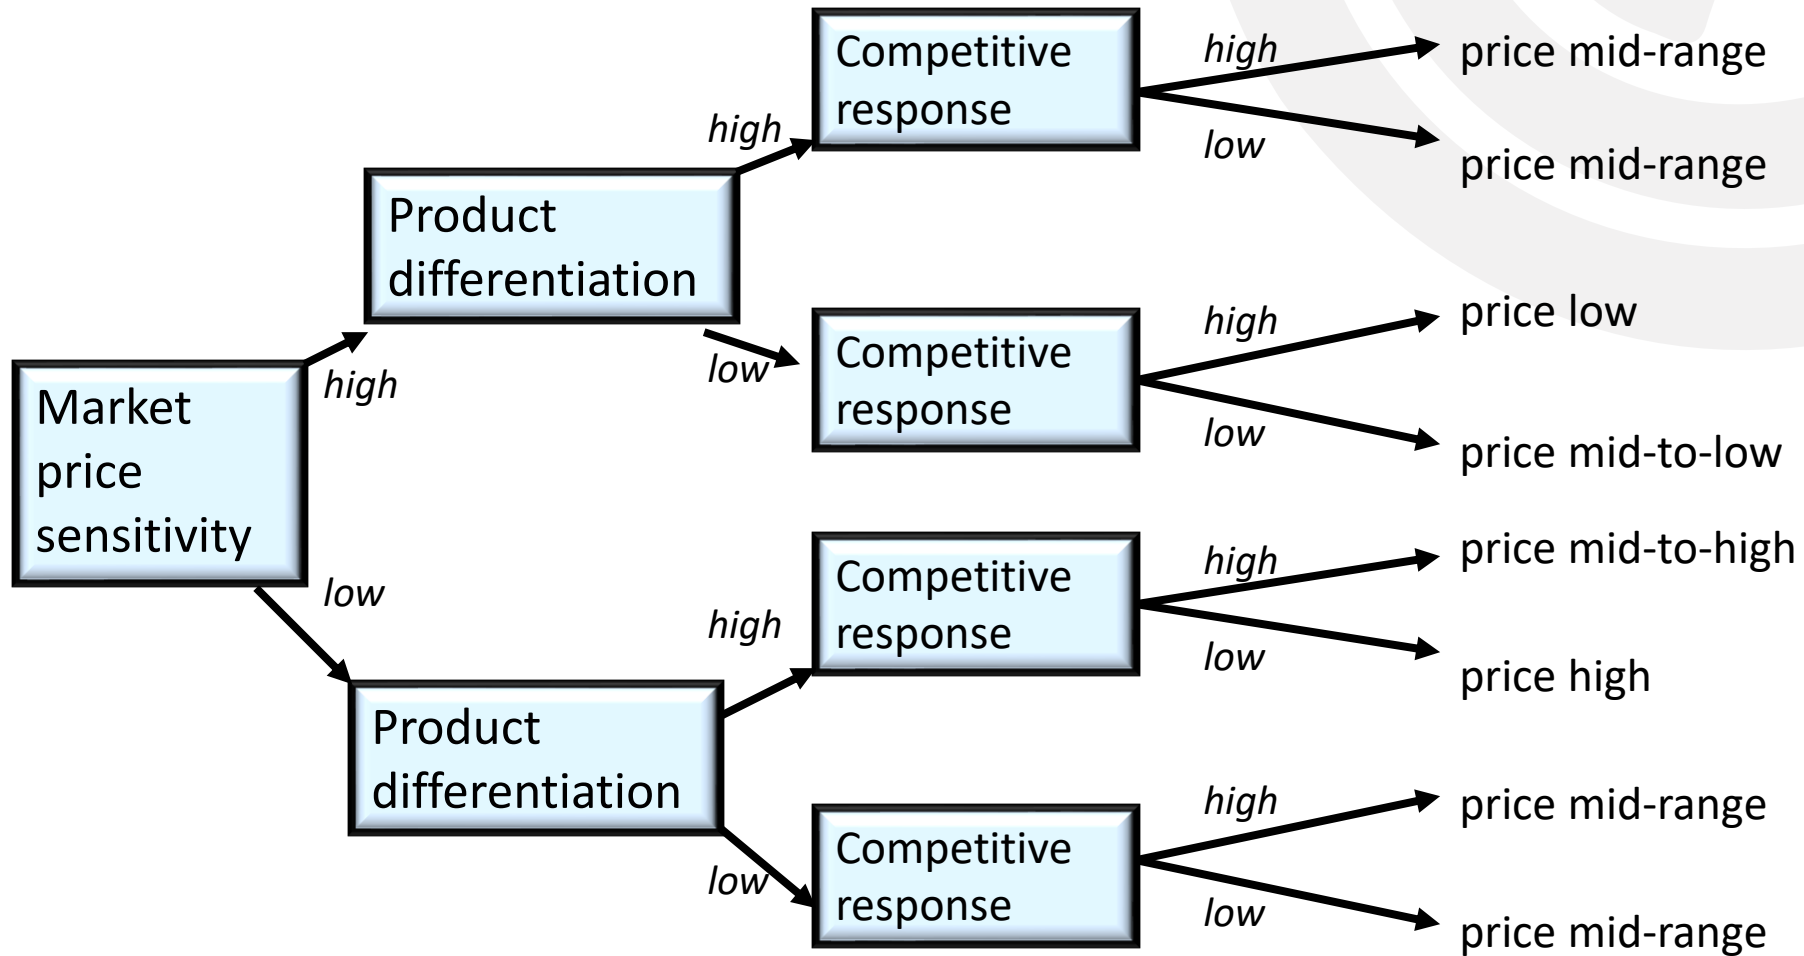 Market
price
sensitivity
high
low
Product
differentiation
high
low
Product
differentiation
high
low
Competitive
response
high
low
price mid-range
price mid-range
Competitive
response
high
low
price low
price mid-to-low
Competitive
response
high
low
price mid-to-high
price high
Competitive
response
high
low
price mid-range
price mid-range